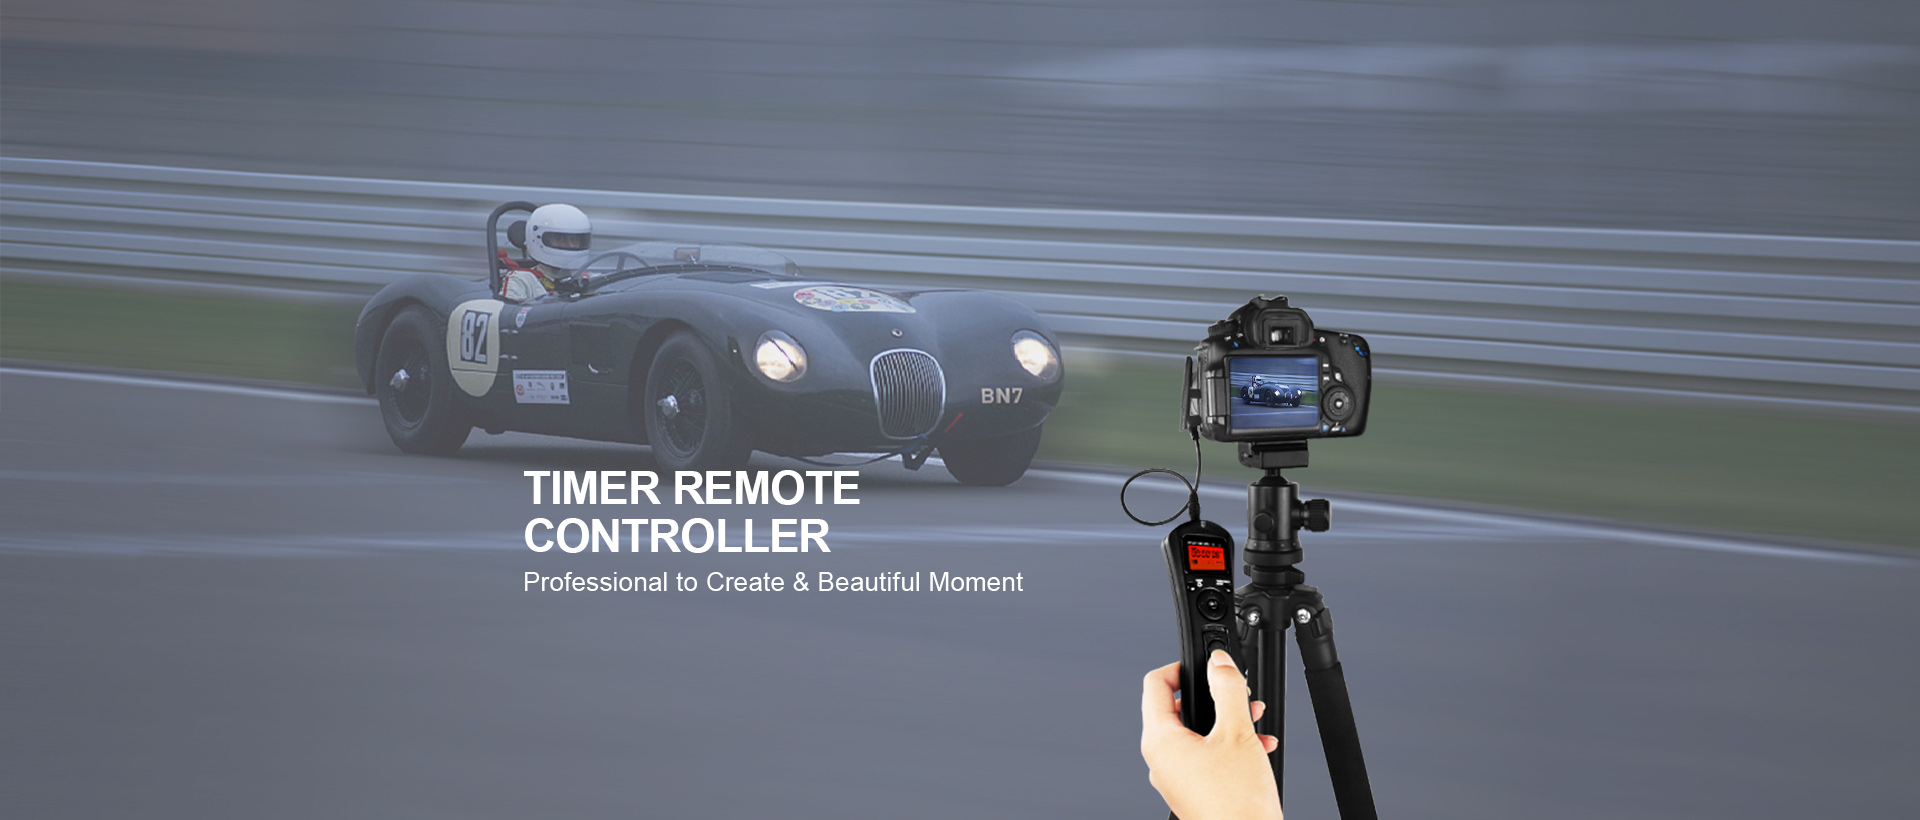 82
BN7
TIMER REMOTE
CONTROLLER
Professional to Create & Beautiful Moment